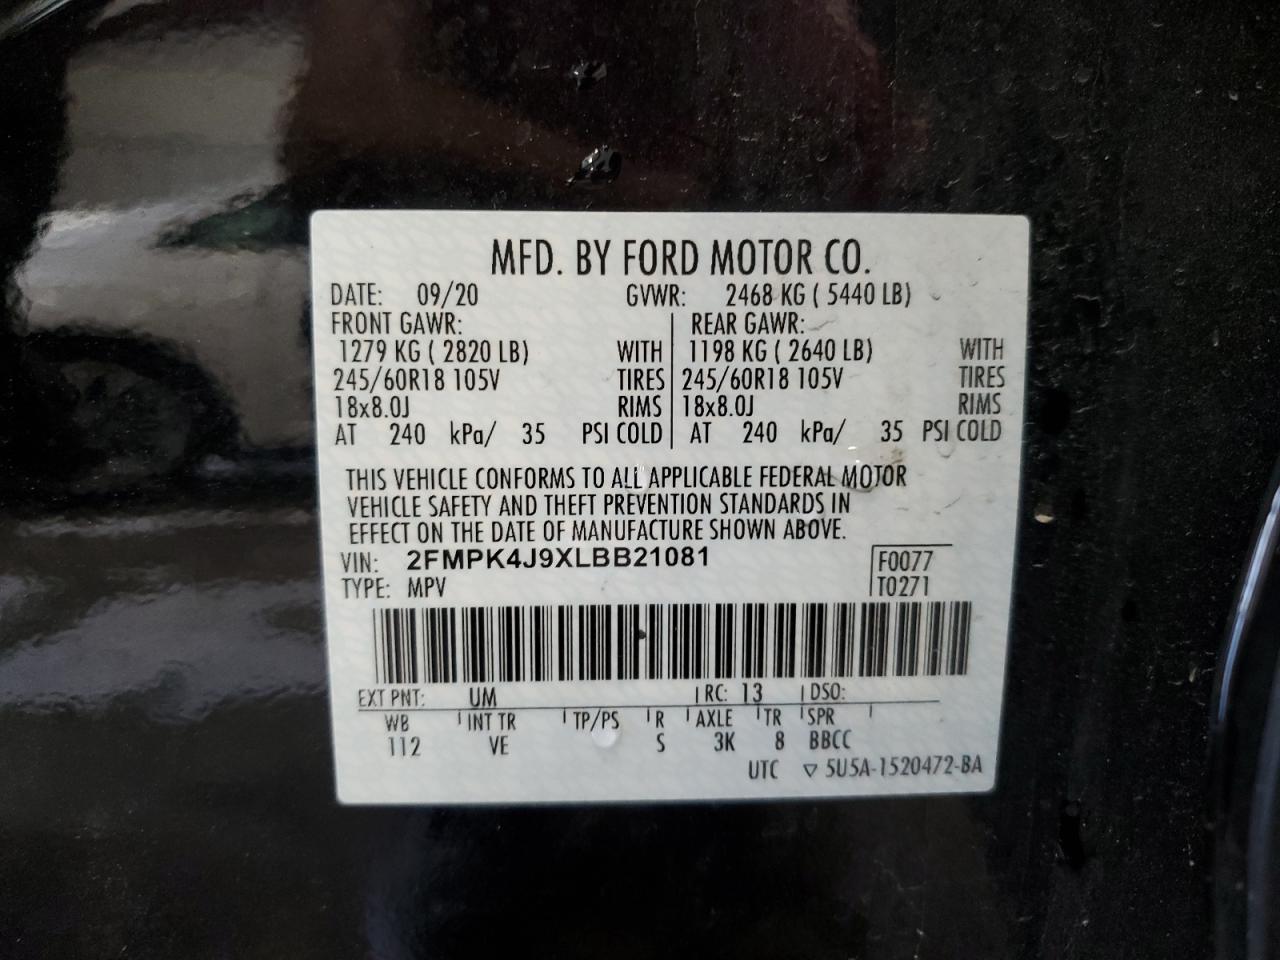 MFD. BY FORD MOTOR CO.
DATE: 09/20 GVWR: 2468 KG ( 5440 LB)
FRONT GAWR: REAR GAWR:
1279 KG ( 2820 LB) WITH 1198 KG ( 2640 LB) WITH
245/60R18 105V TIRES 245/60R18 105V TIRES
18x8.0J RIMS 18x8.0J RIMS
AT 240 kPa/ 35 PSI COLD AT 240 kPa/ 35 PSI COLD
THIS VEHICLE CONFORMS TO ALL APPLICABLE FEDERAL MOTOR
VEHICLE SAFETY AND THEFT PREVENTION STANDARDS IN
EFFECT ON THE DATE OF MANUFACTURE SHOWN ABOVE.
VIN: 2FMPK4J9XLBB21081 F0077
TYPE: MPV T0271
EXT PNT: UM RC: 13 DSO:
WB INT TR TP/PS R AXLE TR SPR
112 VE S 3K 8 BBCC
UTC ▽ 5U5A-1520472-BA